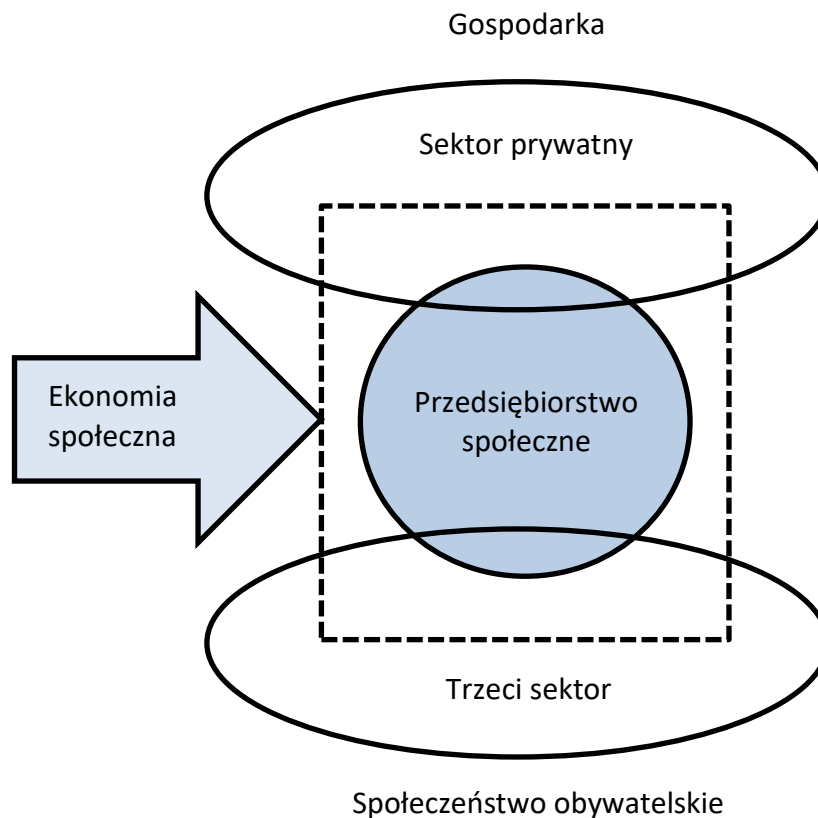 Gospodarka
Sektor prywatny
Ekonomia
społeczna
Przedsiębiorstwo
społeczne
Trzeci sektor
Społeczeństwo obywatelskie